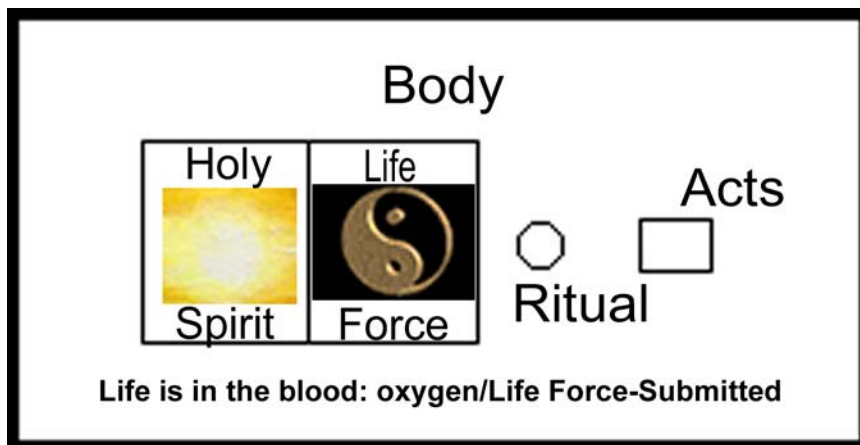 Body
Holy
Spirit
Life
Force
Ritual
Acts
Life is in the blood: oxygen/Life Force-Submitted